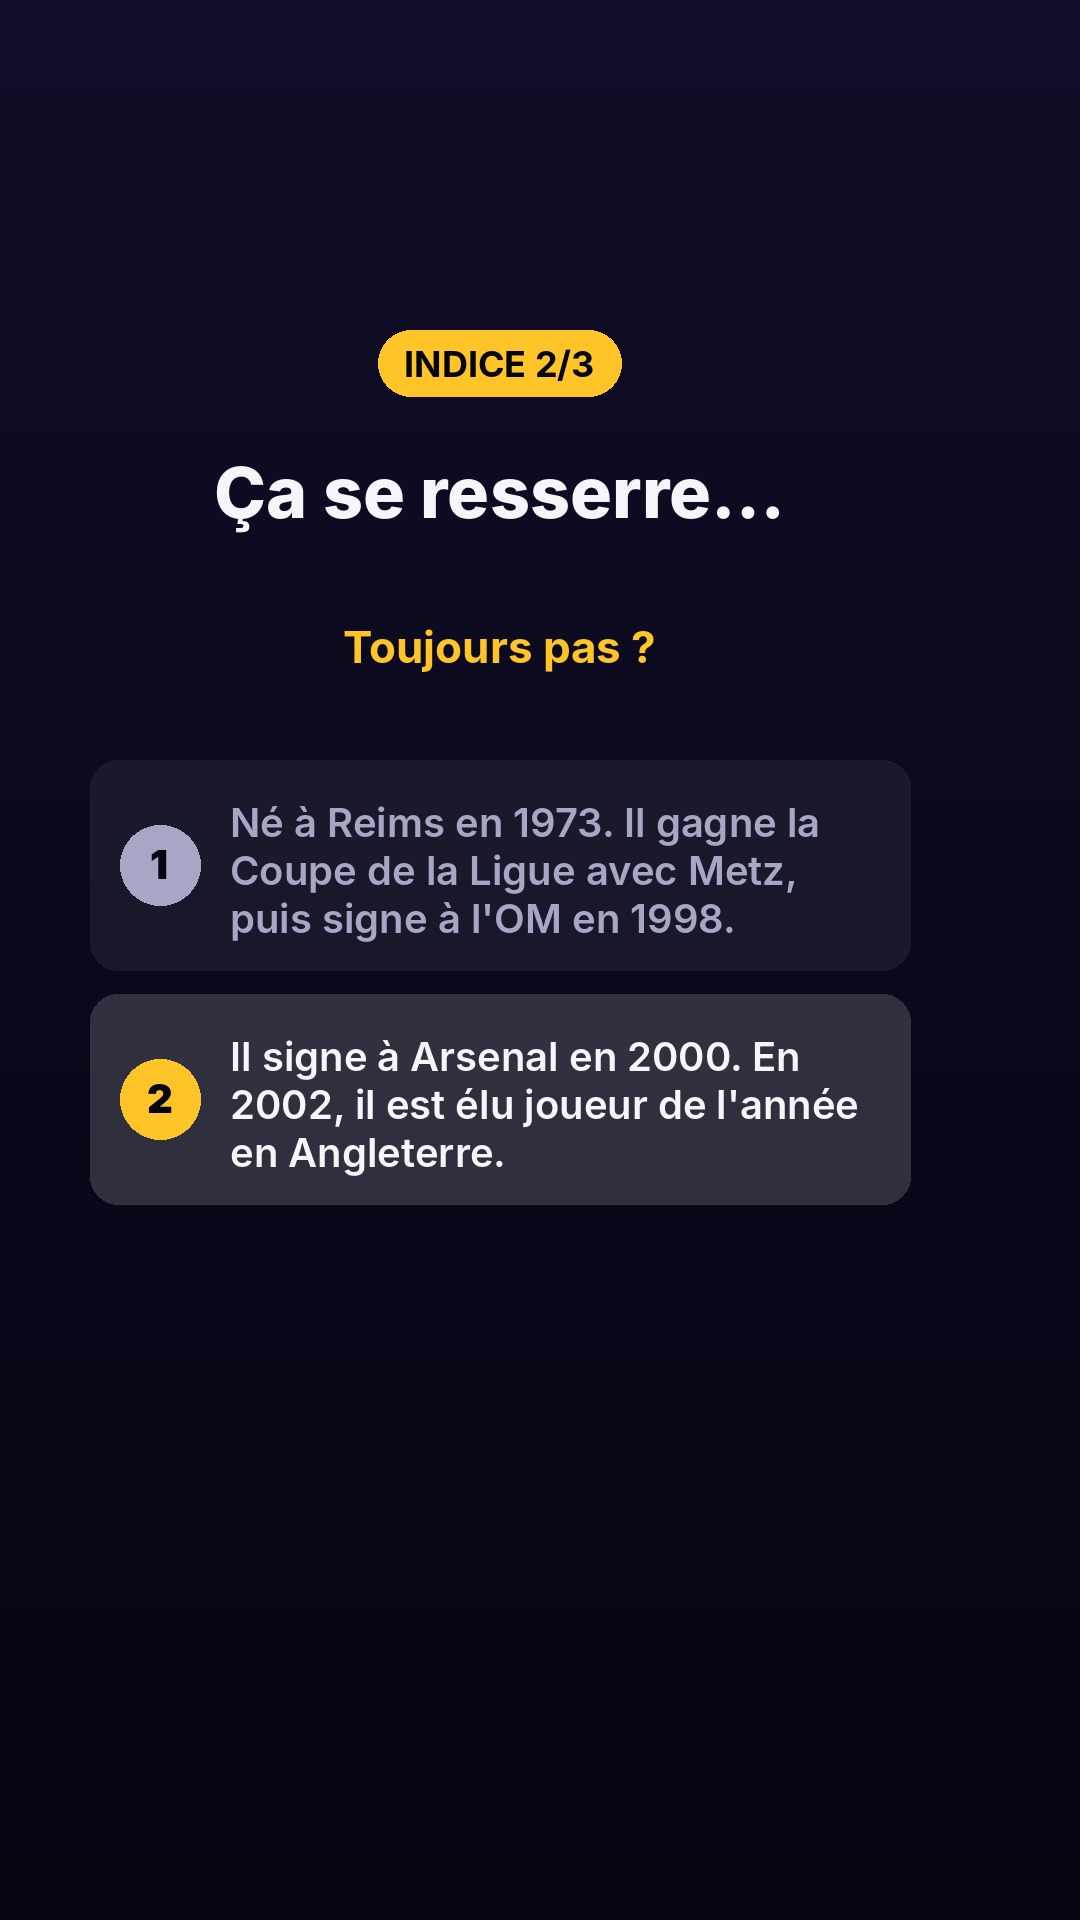 INDICE 2/3
Ça se resserre...
Toujours pas ?
1
Né à Reims en 1973. Il gagne la
Coupe de la Ligue avec Metz,
puis signe à l'OM en 1998.
2
Il signe à Arsenal en 2000. En
2002, il est élu joueur de l'année
en Angleterre.